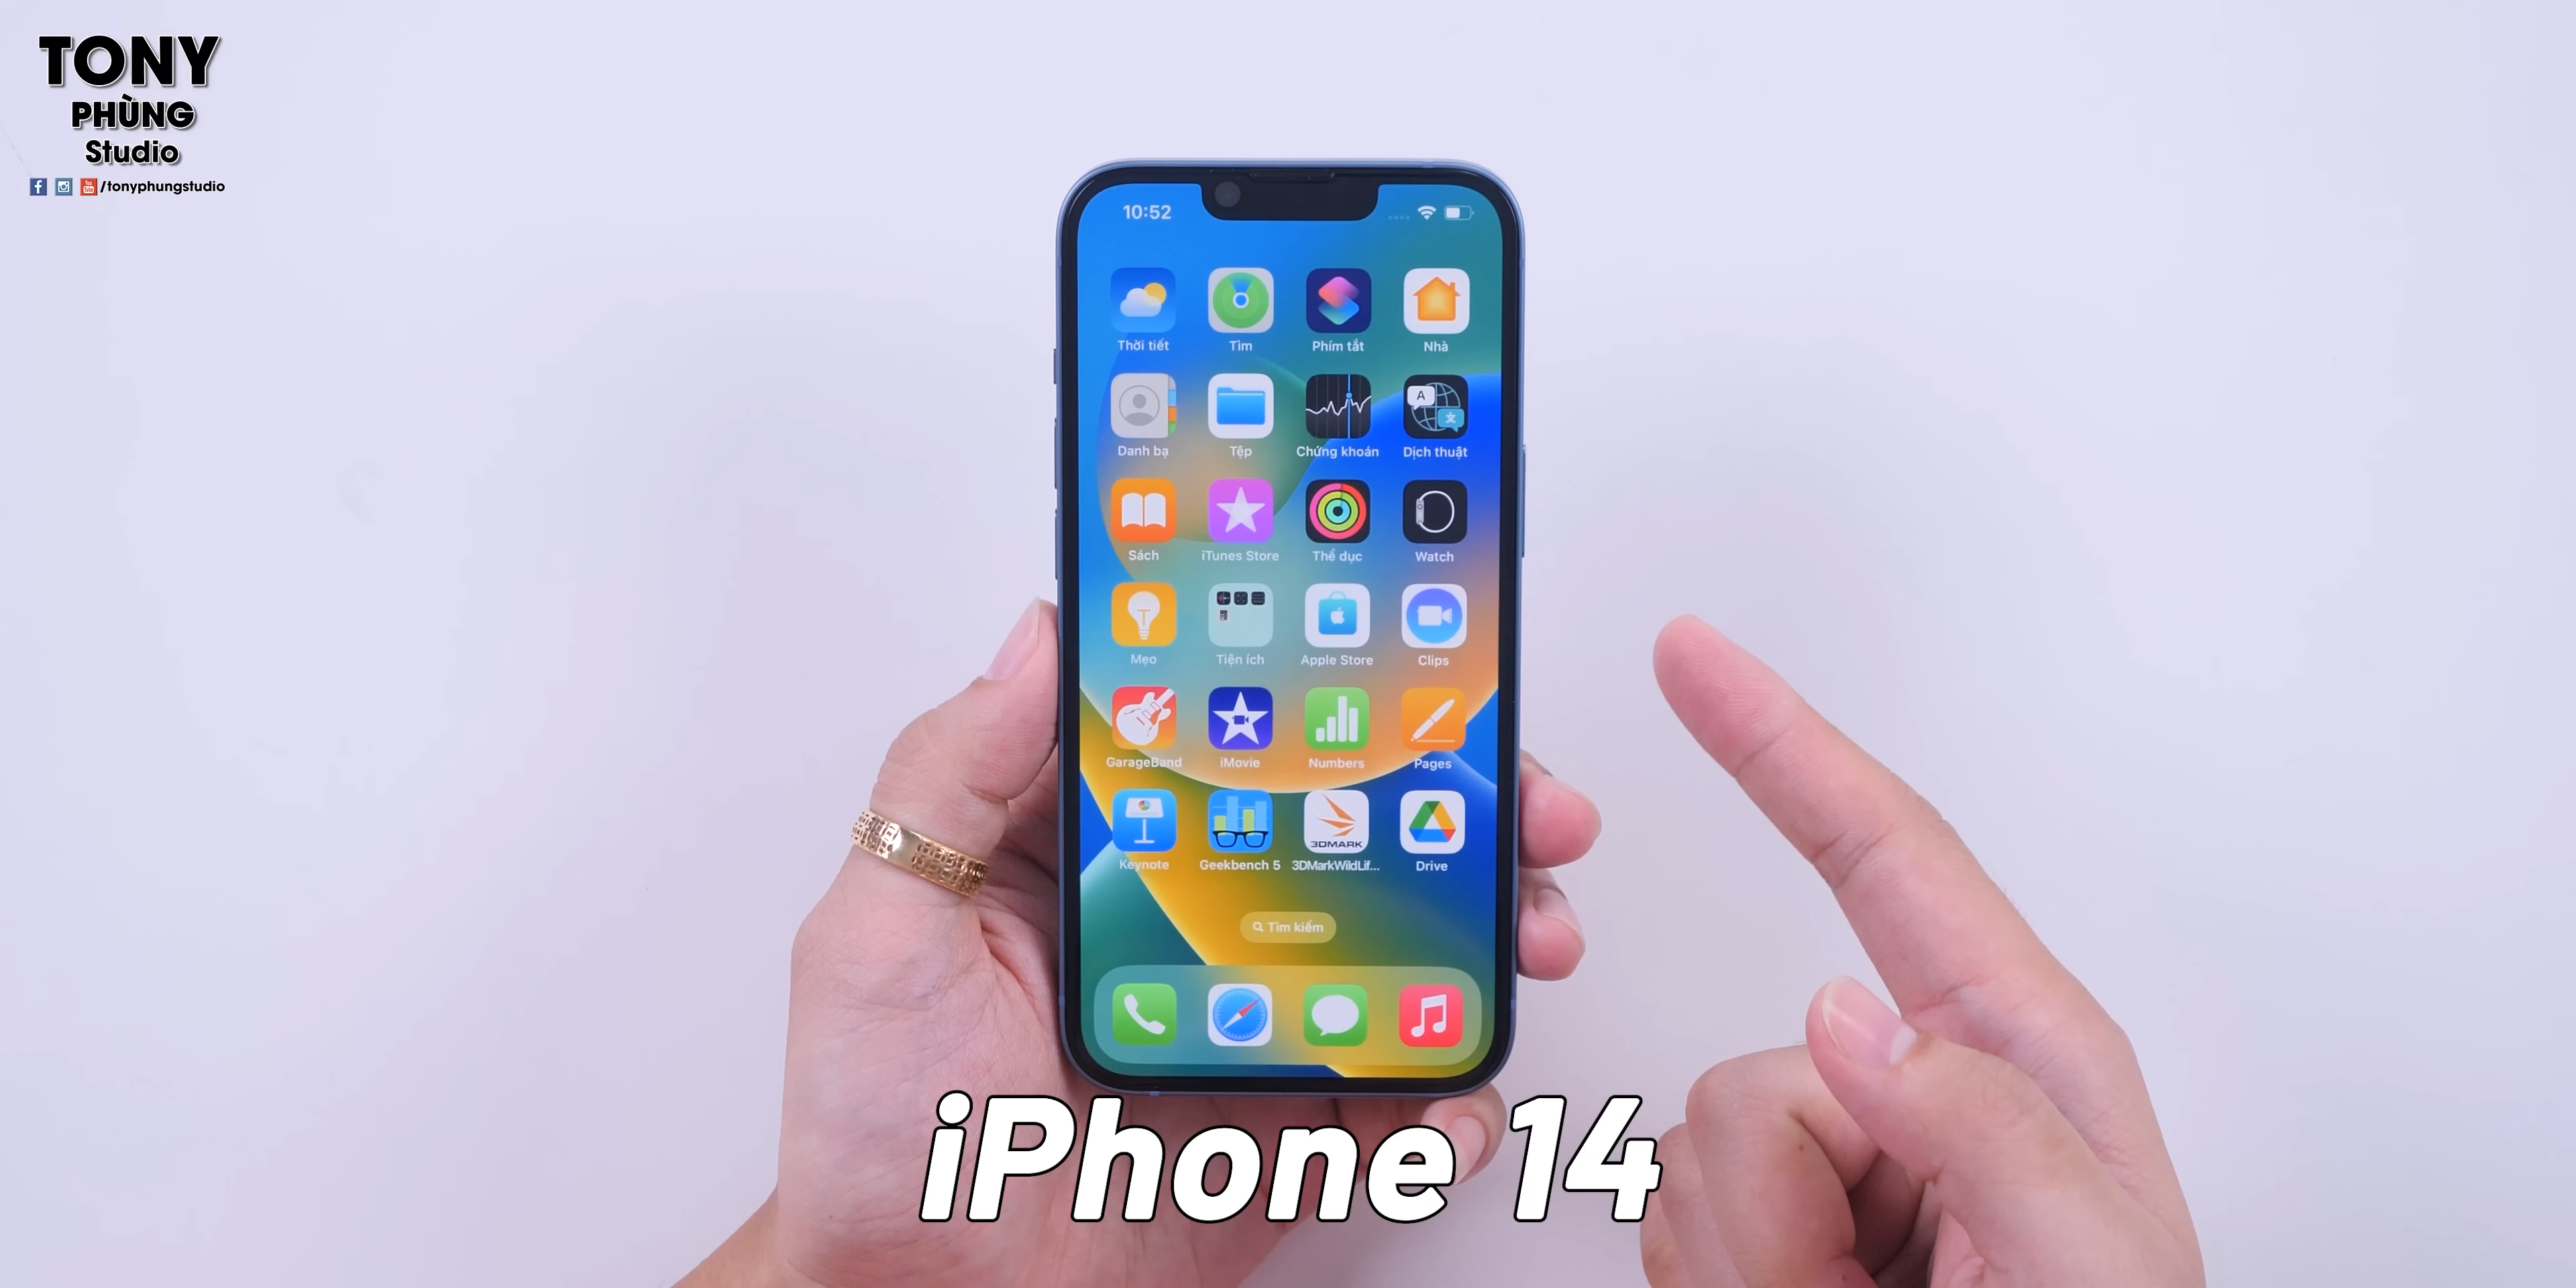 TONY
PHÙNG
Studio
/tonyphungstudio
10:52
Thời tiết
Tìm
Phím tắt
Nhà
Danh bạ
Tệp
Chứng khoán
Dịch thuật
Sách
iTunes Store
Thể dục
Watch
Mẹo
Tiện ích
Apple Store
Clips
GarageBand
iMovie
Numbers
Pages
3DMARK
Keynote
Geekbench 5
3DMarkWildLif...
Drive
Tìm kiếm
iPhone 14